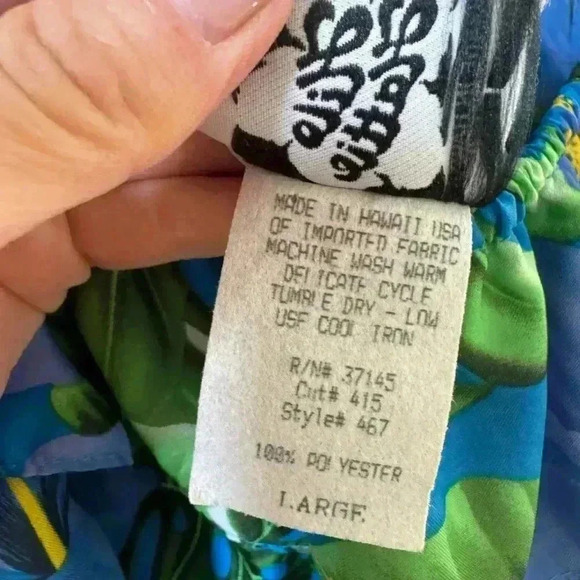 MADE IN HAWAII USA
OF IMPORTED FABRIC
MACHINE WASH WARM
DELICATE CYCLE
TUMBLE DRY - LOW
USE COOL IRON
R/N# 37145
Cut# 415
Style# 467
100% POLYESTER
LARGE